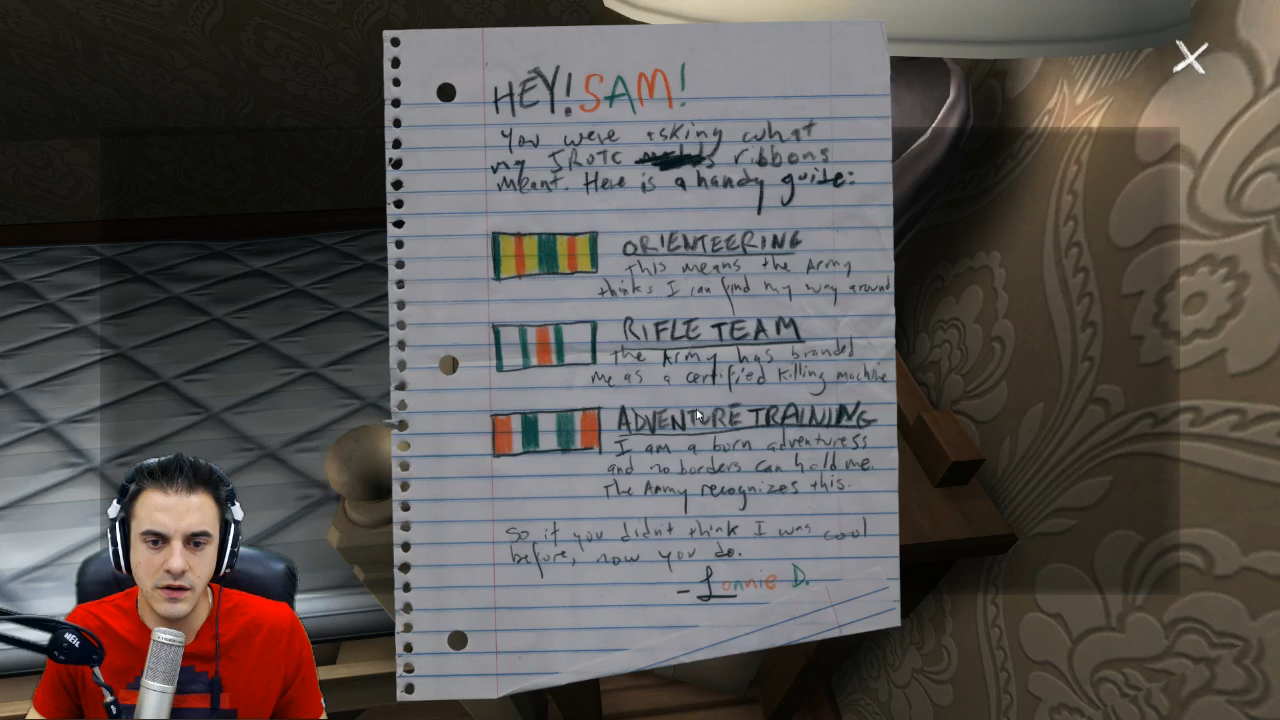 HEY! SAM!
You were asking what
my JROTC ribbons
meant. Here is a handy guide:
ORIENTEERING
This means the Army
thinks I can find my way around
RIFLE TEAM
The Army has branded
me as a certified killing machine
ADVENTURE TRAINING
I am a born adventuress
and no borders can hold me.
The Army recognizes this.
So if you didn't think I was cool
before, now you do.
- Lonnie D.